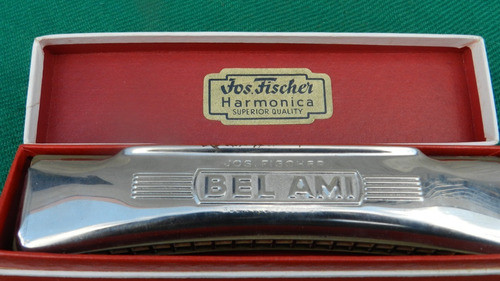 Jos. Fischer
Harmonica
SUPERIOR QUALITY
JOS. FISCHER
BEL AMI